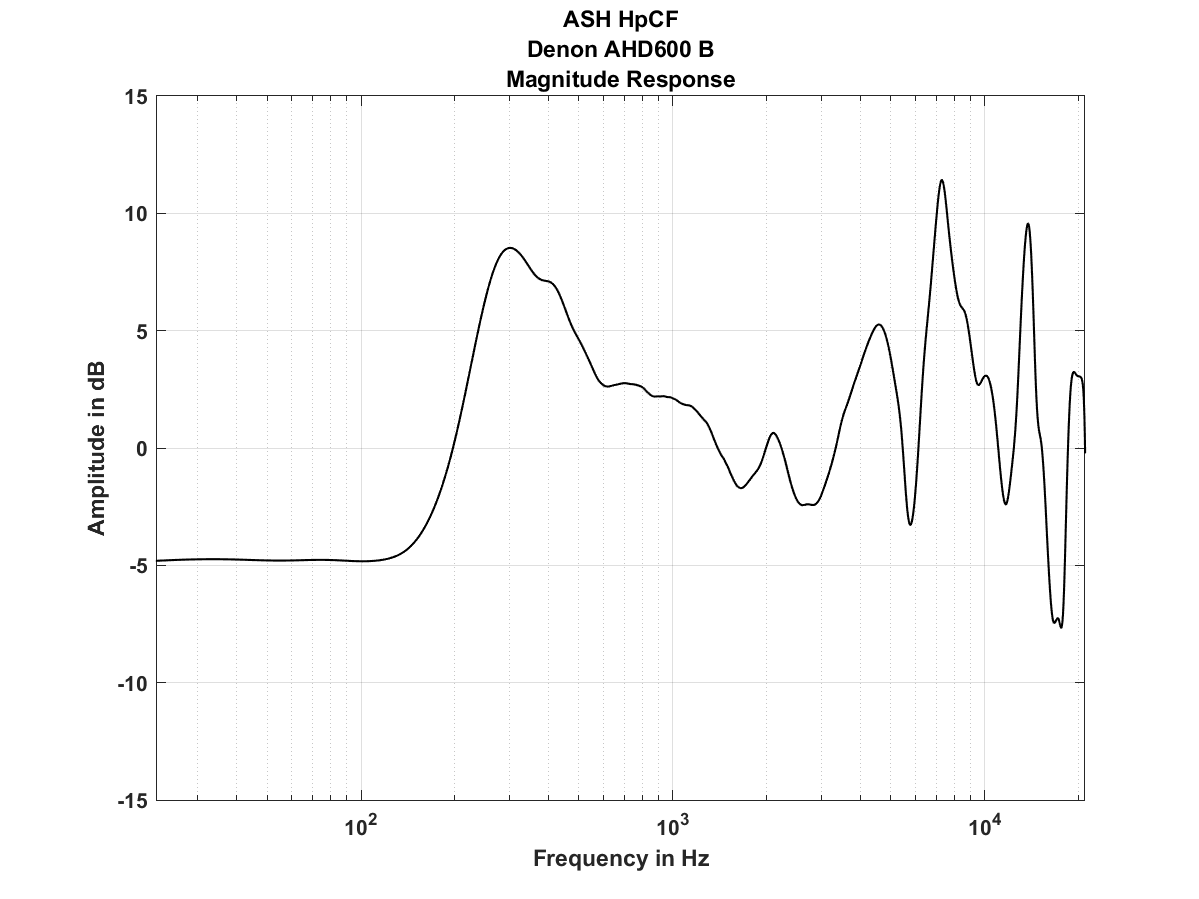 ASH HpCF
Denon AHD600 B
Magnitude Response
15
10
5
0
-5
-10
-15
Amplitude in dB
10²
10³
10⁴
Frequency in Hz